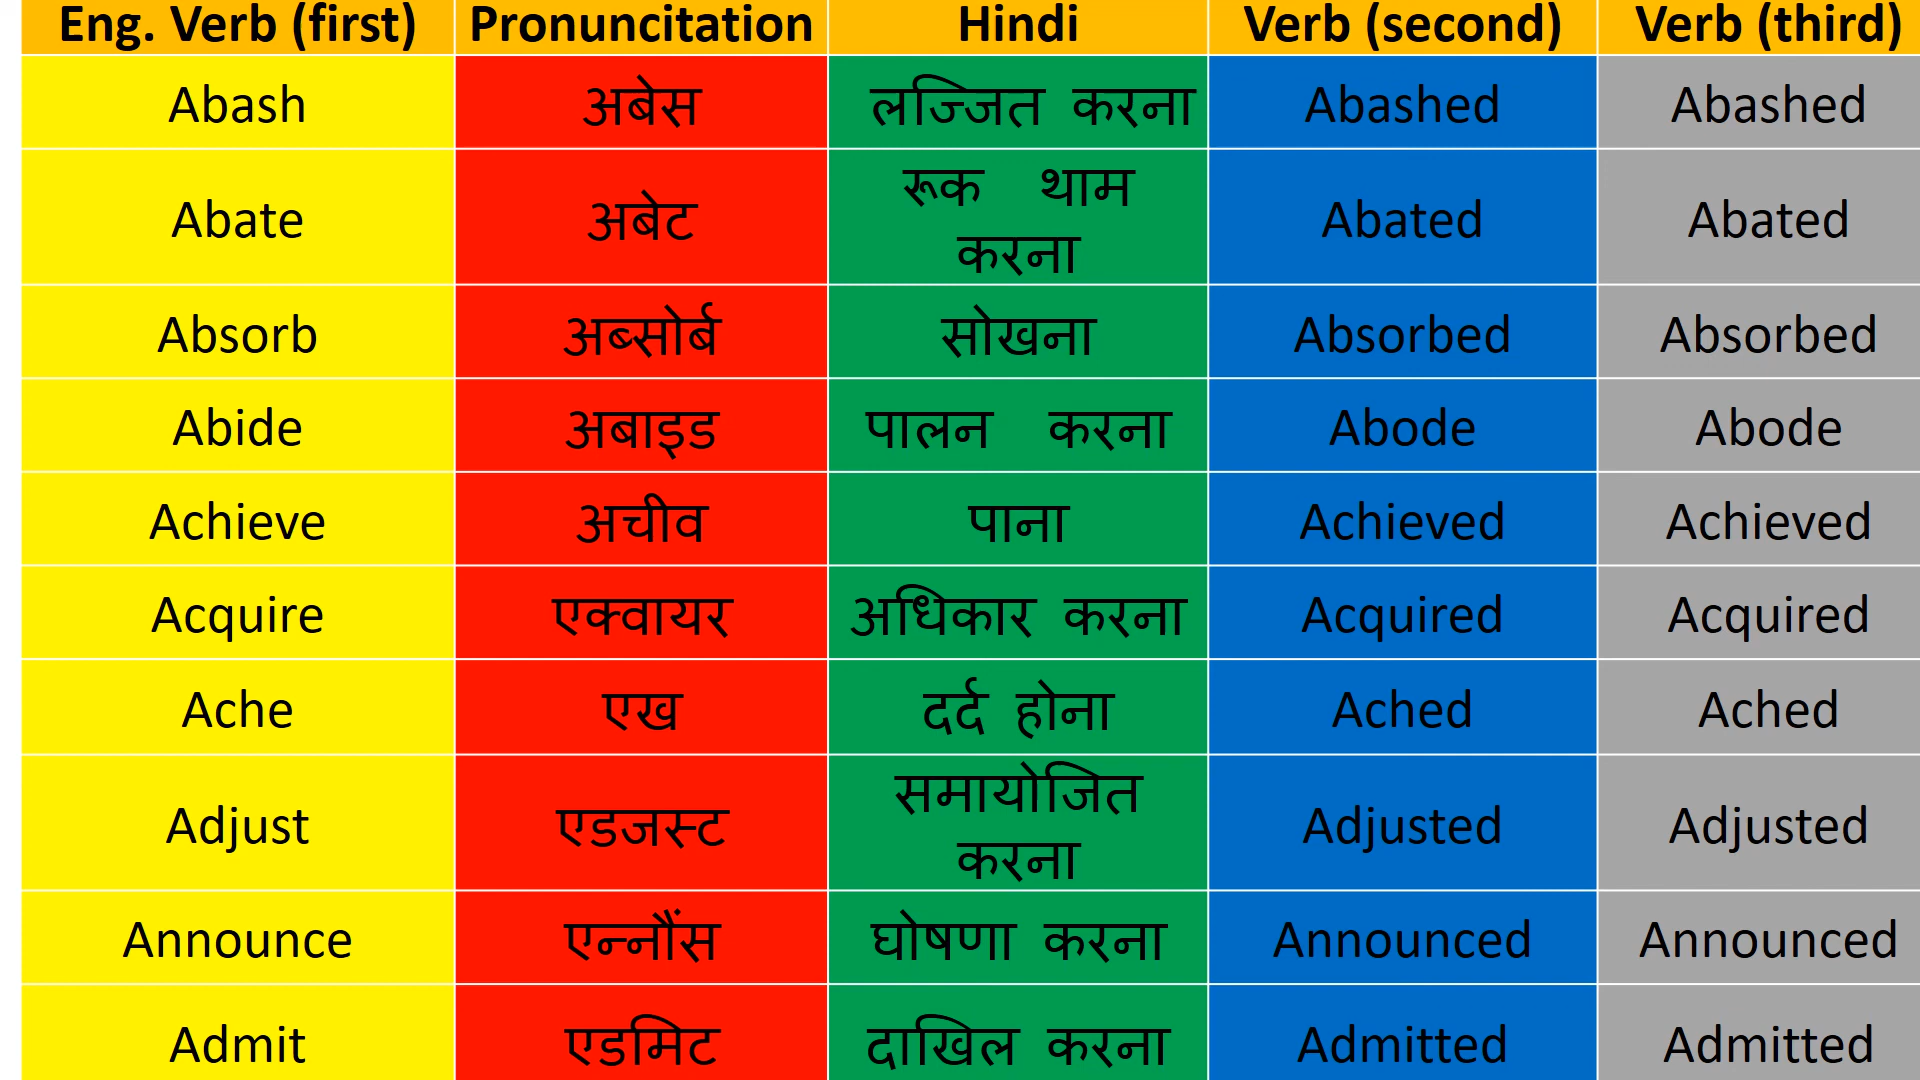 Eng. Verb (first) Pronuncitation Hindi Verb (second) Verb (third)
Abash अबेस लज्जित करना Abashed Abashed
Abate अबेट रूक थाम करना Abated Abated
Absorb अब्सोर्ब सोखना Absorbed Absorbed
Abide अबाइड पालन करना Abode Abode
Achieve अचीव पाना Achieved Achieved
Acquire एक्वायर अधिकार करना Acquired Acquired
Ache एख दर्द होना Ached Ached
Adjust एडजस्ट समायोजित करना Adjusted Adjusted
Announce एन्नौंस घोषणा करना Announced Announced
Admit एडमिट दाखिल करना Admitted Admitted